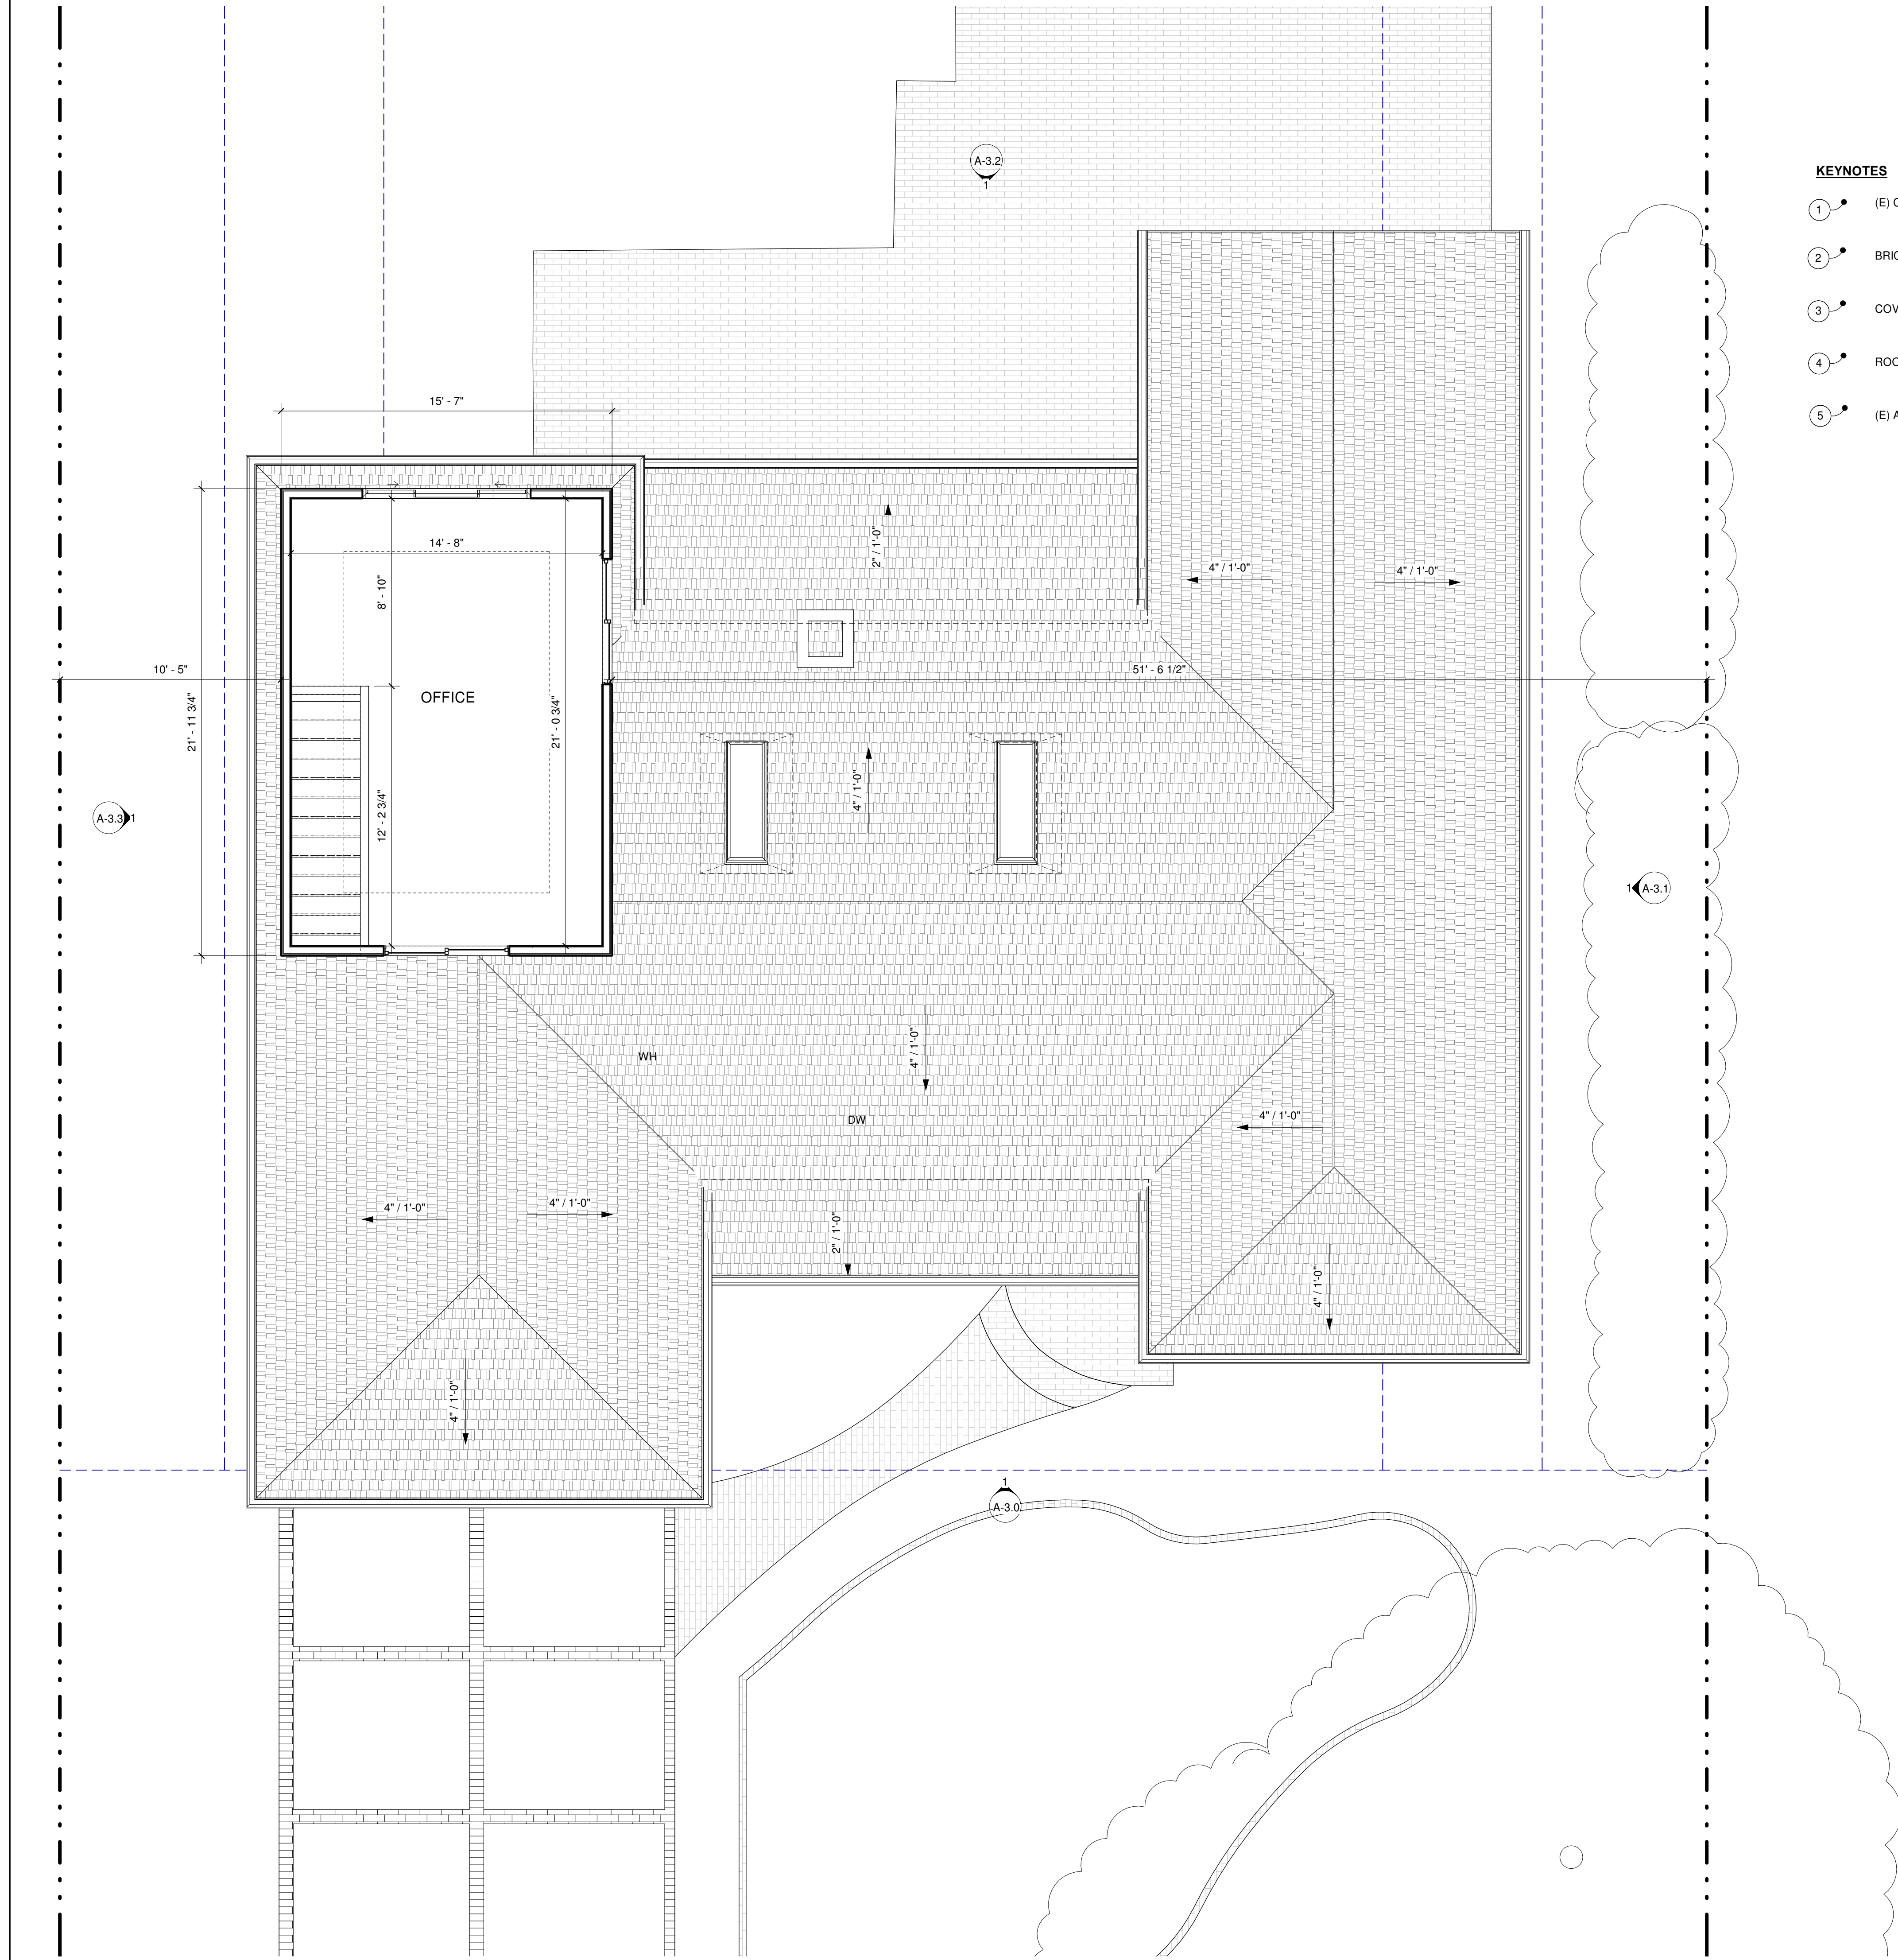 A-3.2
1
KEYNOTES
1 (E) C
2 BRIC
3 COV
4 ROO
5 (E) A
15' - 7"
14' - 8"
8' - 10"
2" / 1'-0"
4" / 1'-0"
4" / 1'-0"
10' - 5"
51' - 6 1/2"
OFFICE
21' - 11 3/4"
21' - 0 3/4"
12' - 2 3/4"
4" / 1'-0"
A-3.3 1
1 A-3.1
WH
4" / 1'-0"
DW
4" / 1'-0"
4" / 1'-0"
4" / 1'-0"
2" / 1'-0"
4" / 1'-0"
4" / 1'-0"
1
A-3.0